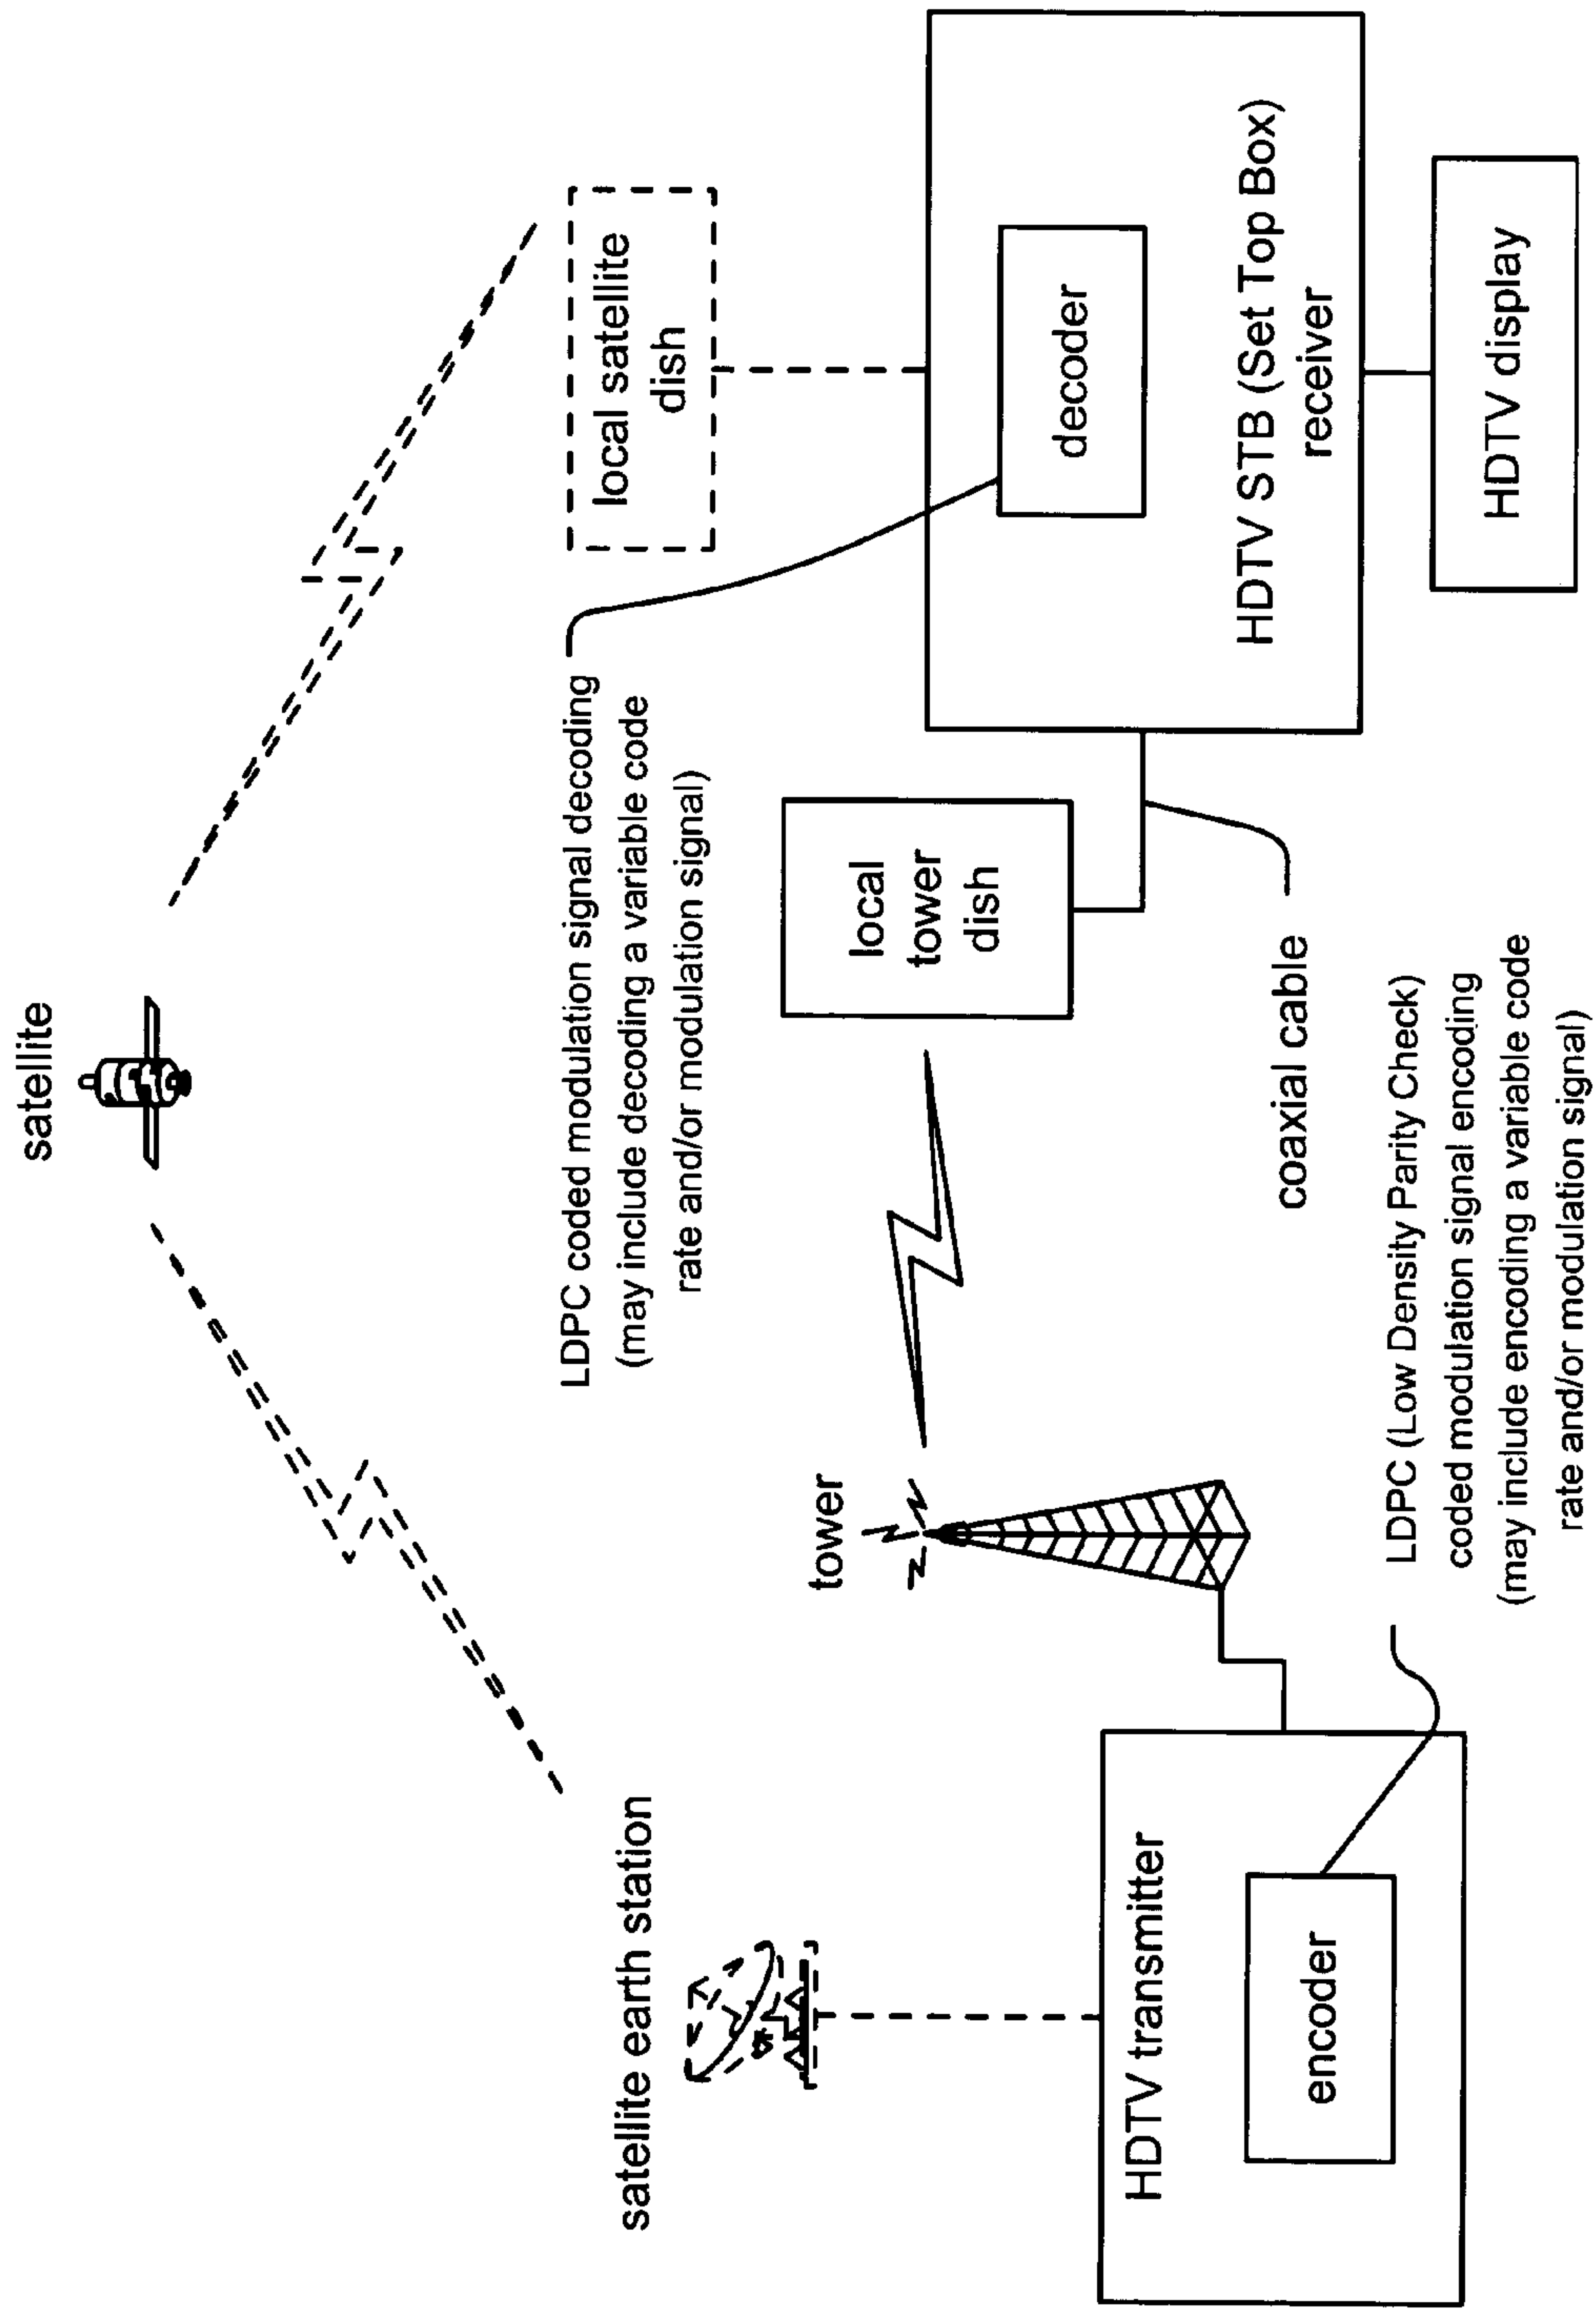 satellite
satellite earth station
local satellite
dish
LDPC coded modulation signal decoding
(may include decoding a variable code
rate and/or modulation signal)
tower
local
tower
dish
decoder
HDTV STB (Set Top Box)
receiver
HDTV transmitter
encoder
coaxial cable
LDPC (Low Density Parity Check)
coded modulation signal encoding
(may include encoding a variable code
rate and/or modulation signal)
HDTV display